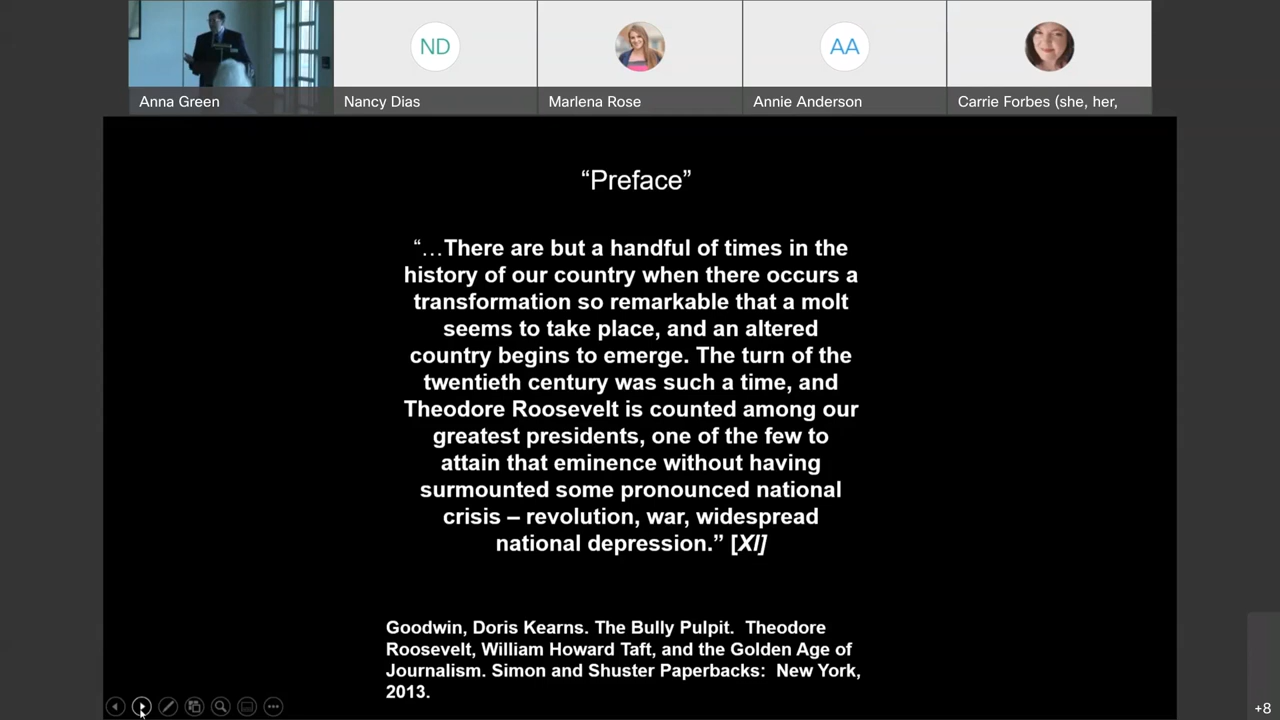 ND
AA
Anna Green
Nancy Dias
Marlena Rose
Annie Anderson
Carrie Forbes (she, her,
“Preface”
“…There are but a handful of times in the
history of our country when there occurs a
transformation so remarkable that a molt
seems to take place, and an altered
country begins to emerge. The turn of the
twentieth century was such a time, and
Theodore Roosevelt is counted among our
greatest presidents, one of the few to
attain that eminence without having
surmounted some pronounced national
crisis – revolution, war, widespread
national depression.” [XI]
Goodwin, Doris Kearns. The Bully Pulpit. Theodore
Roosevelt, William Howard Taft, and the Golden Age of
Journalism. Simon and Shuster Paperbacks: New York,
2013.
+8